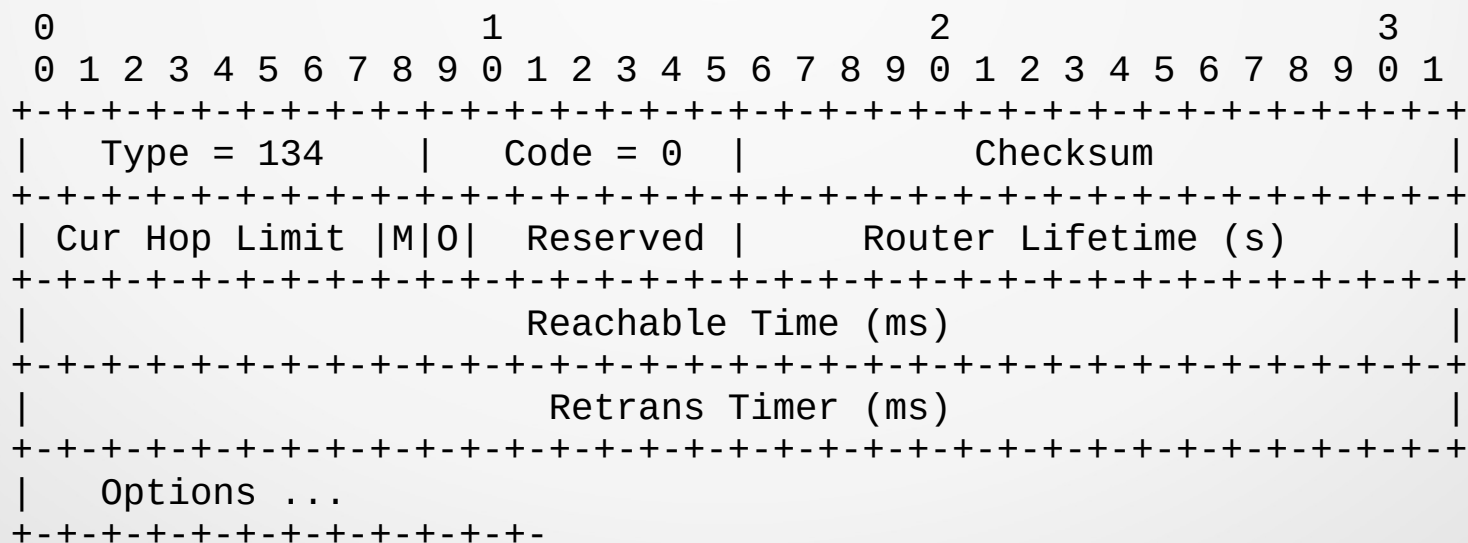 0                   1                   2                   3
 0 1 2 3 4 5 6 7 8 9 0 1 2 3 4 5 6 7 8 9 0 1 2 3 4 5 6 7 8 9 0 1
+-+-+-+-+-+-+-+-+-+-+-+-+-+-+-+-+-+-+-+-+-+-+-+-+-+-+-+-+-+-+-+-+
|   Type = 134    |   Code = 0  |          Checksum             |
+-+-+-+-+-+-+-+-+-+-+-+-+-+-+-+-+-+-+-+-+-+-+-+-+-+-+-+-+-+-+-+-+
| Cur Hop Limit |M|O|  Reserved |     Router Lifetime (s)       |
+-+-+-+-+-+-+-+-+-+-+-+-+-+-+-+-+-+-+-+-+-+-+-+-+-+-+-+-+-+-+-+-+
|                      Reachable Time (ms)                      |
+-+-+-+-+-+-+-+-+-+-+-+-+-+-+-+-+-+-+-+-+-+-+-+-+-+-+-+-+-+-+-+-+
|                       Retrans Timer (ms)                      |
+-+-+-+-+-+-+-+-+-+-+-+-+-+-+-+-+-+-+-+-+-+-+-+-+-+-+-+-+-+-+-+-+
|   Options ...
+-+-+-+-+-+-+-+-+-+-+-+-